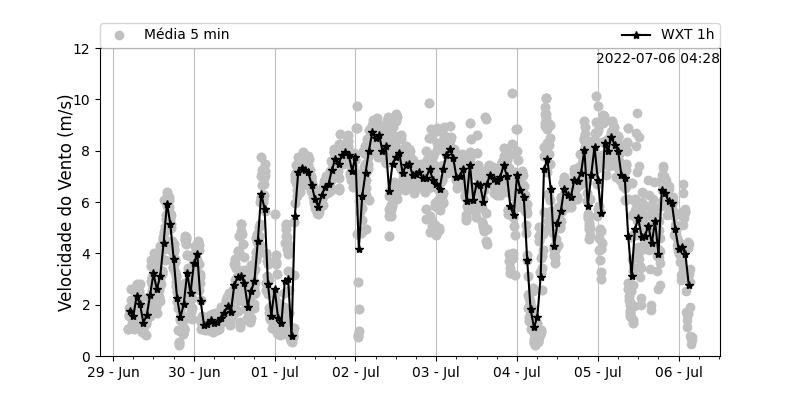 Média 5 min
WXT 1h
2022-07-06 04:28
Velocidade do Vento (m/s)
12
10
8
6
4
2
0
29 - Jun
30 - Jun
01 - Jul
02 - Jul
03 - Jul
04 - Jul
05 - Jul
06 - Jul